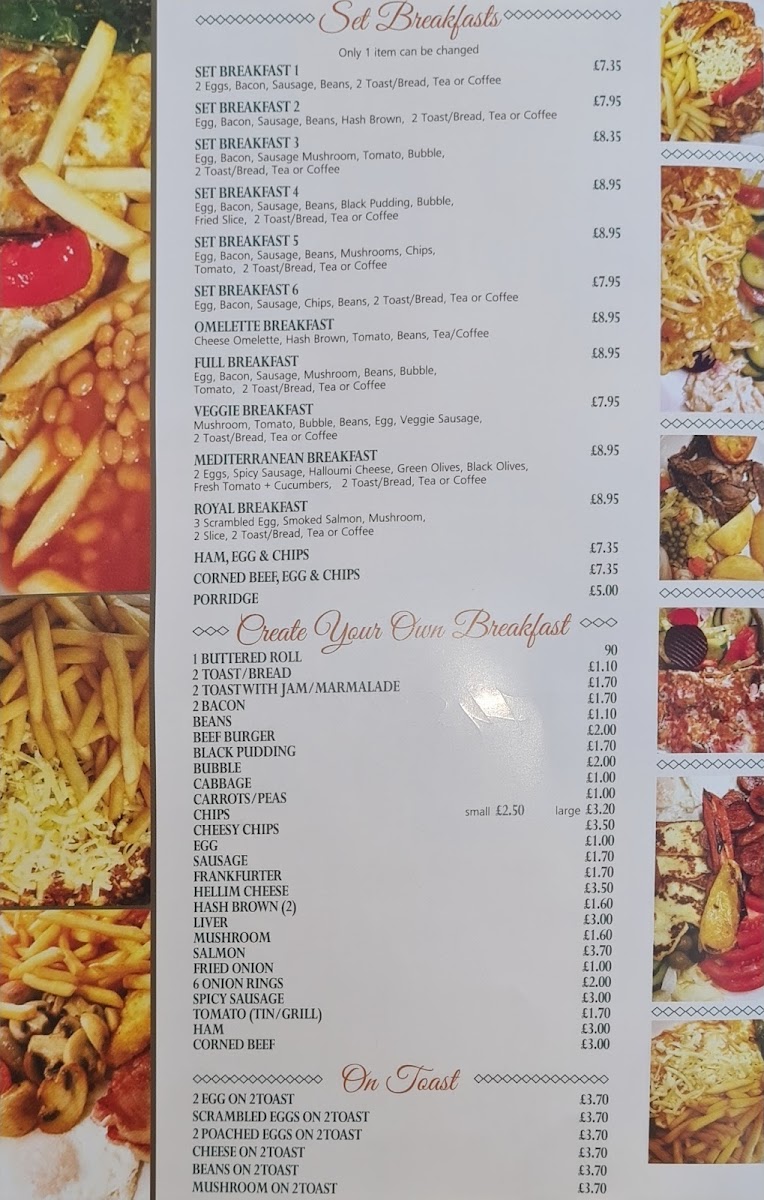 Set Breakfasts
Only 1 item can be changed
SET BREAKFAST 1 £7.35
2 Eggs, Bacon, Sausage, Beans, 2 Toast/Bread, Tea or Coffee
SET BREAKFAST 2 £7.95
Egg, Bacon, Sausage, Beans, Hash Brown, 2 Toast/Bread, Tea or Coffee
SET BREAKFAST 3 £8.35
Egg, Bacon, Sausage Mushroom, Tomato, Bubble,
2 Toast/Bread, Tea or Coffee
SET BREAKFAST 4 £8.95
Egg, Bacon, Sausage, Beans, Black Pudding, Bubble,
Fried Slice, 2 Toast/Bread, Tea or Coffee
SET BREAKFAST 5 £8.95
Egg, Bacon, Sausage, Beans, Mushrooms, Chips,
Tomato, 2 Toast/Bread, Tea or Coffee
SET BREAKFAST 6 £7.95
Egg, Bacon, Sausage, Chips, Beans, 2 Toast/Bread, Tea or Coffee
OMELETTE BREAKFAST £8.95
Cheese Omelette, Hash Brown, Tomato, Beans, Tea/Coffee
FULL BREAKFAST £8.95
Egg, Bacon, Sausage, Mushroom, Beans, Bubble,
Tomato, 2 Toast/Bread, Tea or Coffee
VEGGIE BREAKFAST £7.95
Mushroom, Tomato, Bubble, Beans, Egg, Veggie Sausage,
2 Toast/Bread, Tea or Coffee
MEDITERRANEAN BREAKFAST £8.95
2 Eggs, Spicy Sausage, Halloumi Cheese, Green Olives, Black Olives,
Fresh Tomato + Cucumbers, 2 Toast/Bread, Tea or Coffee
ROYAL BREAKFAST £8.95
3 Scrambled Egg, Smoked Salmon, Mushroom,
2 Slice, 2 Toast/Bread, Tea or Coffee
HAM, EGG & CHIPS £7.35
CORNED BEEF, EGG & CHIPS £7.35
PORRIDGE £5.00
Create Your Own Breakfast
1 BUTTERED ROLL 90
2 TOAST/BREAD £1.10
2 TOAST WITH JAM/MARMALADE £1.70
2 BACON £1.70
BEANS £1.10
BEEF BURGER £2.00
BLACK PUDDING £1.70
BUBBLE £2.00
CABBAGE £1.00
CARROTS/PEAS £1.00
CHIPS small £2.50 large £3.20
CHEESY CHIPS £3.50
EGG £1.00
SAUSAGE £1.70
FRANKFURTER £1.70
HELLIM CHEESE £3.50
HASH BROWN (2) £1.60
LIVER £3.00
MUSHROOM £1.60
SALMON £3.70
FRIED ONION £1.00
6 ONION RINGS £2.00
SPICY SAUSAGE £3.00
TOMATO (TIN/GRILL) £1.70
HAM £3.00
CORNED BEEF £3.00
On Toast
2 EGG ON 2TOAST £3.70
SCRAMBLED EGGS ON 2TOAST £3.70
2 POACHED EGGS ON 2TOAST £3.70
CHEESE ON 2TOAST £3.70
BEANS ON 2TOAST £3.70
MUSHROOM ON 2TOAST £3.70